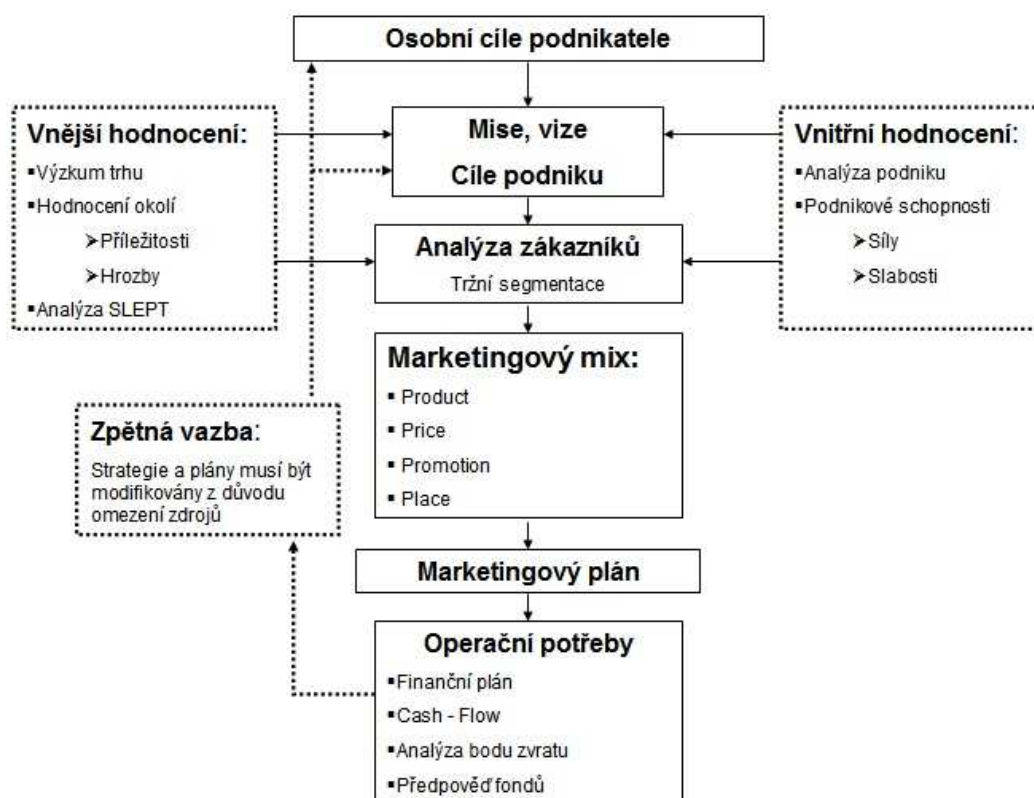 Osobní cíle podnikatele
Vnější hodnocení:
▪Výzkum trhu
▪Hodnocení okolí
➢Příležitosti
➢Hrozby
▪Analýza SLEPT
Mise, vize
Cíle podniku
Vnitřní hodnocení:
▪Analýza podniku
▪Podnikové schopnosti
➢Síly
➢Slabosti
Analýza zákazníků
Tržní segmentace
Marketingový mix:
▪ Product
▪ Price
▪ Promotion
▪ Place
Zpětná vazba:
Strategie a plány musí být
modifikovány z důvodu
omezení zdrojů
Marketingový plán
Operační potřeby
▪Finanční plán
▪Cash - Flow
▪Analýza bodu zvratu
▪Předpověď fondů